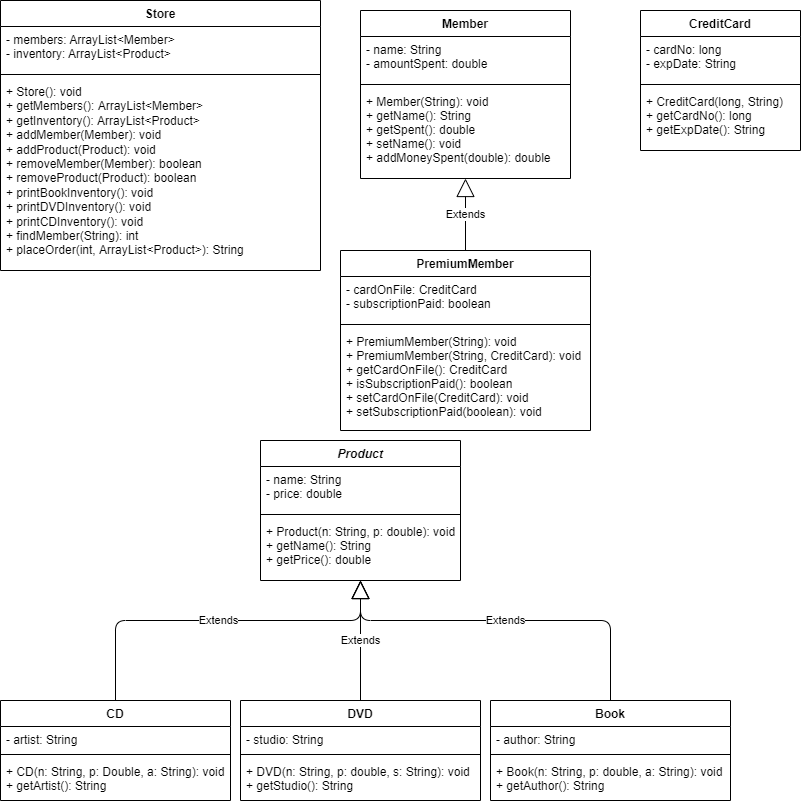 Store
- members: ArrayList<Member>
- inventory: ArrayList<Product>
+ Store(): void
+ getMembers(): ArrayList<Member>
+ getInventory(): ArrayList<Product>
+ addMember(Member): void
+ addProduct(Product): void
+ removeMember(Member): boolean
+ removeProduct(Product): boolean
+ printBookInventory(): void
+ printDVDInventory(): void
+ printCDInventory(): void
+ findMember(String): int
+ placeOrder(int, ArrayList<Product>): String
Member
- name: String
- amountSpent: double
+ Member(String): void
+ getName(): String
+ getSpent(): double
+ setName(): void
+ addMoneySpent(double): double
CreditCard
- cardNo: long
- expDate: String
+ CreditCard(long, String)
+ getCardNo(): long
+ getExpDate(): String
Extends
PremiumMember
- cardOnFile: CreditCard
- subscriptionPaid: boolean
+ PremiumMember(String): void
+ PremiumMember(String, CreditCard): void
+ getCardOnFile(): CreditCard
+ isSubscriptionPaid(): boolean
+ setCardOnFile(CreditCard): void
+ setSubscriptionPaid(boolean): void
Product
- name: String
- price: double
+ Product(n: String, p: double): void
+ getName(): String
+ getPrice(): double
Extends
Extends
Extends
CD
- artist: String
+ CD(n: String, p: Double, a: String): void
+ getArtist(): String
DVD
- studio: String
+ DVD(n: String, p: double, s: String): void
+ getStudio(): String
Book
- author: String
+ Book(n: String, p: double, a: String): void
+ getAuthor(): String